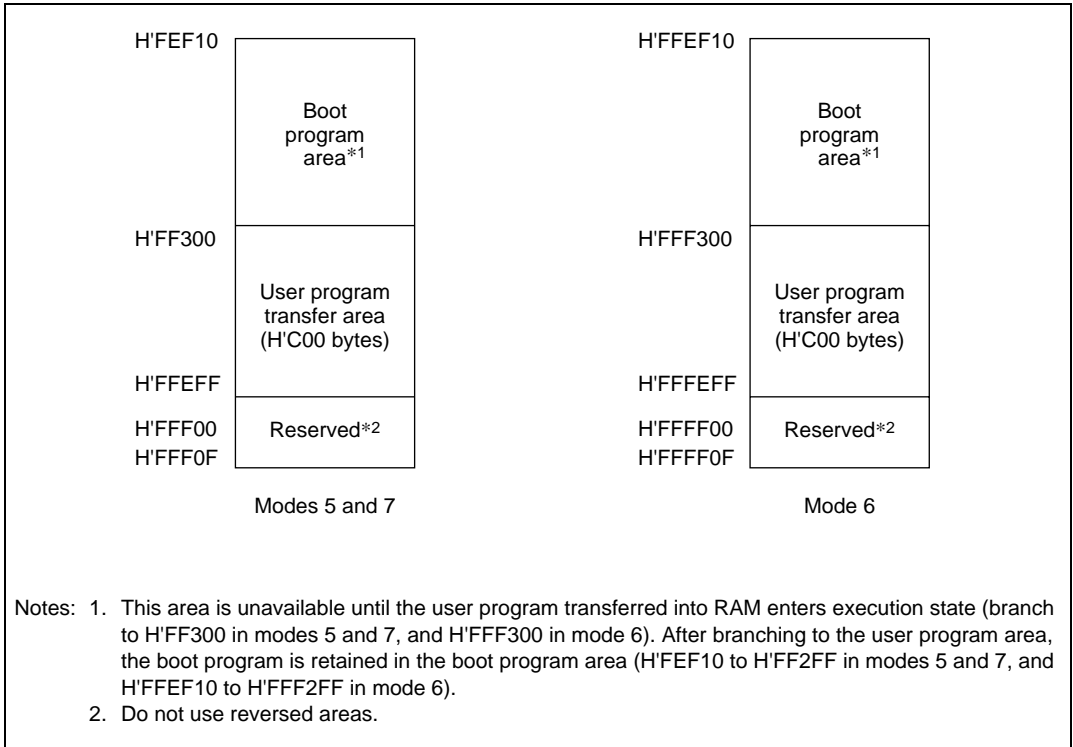 H'FEF10
Boot
program
area*1
H'FF300
User program
transfer area
(H'C00 bytes)
H'FFEFF
H'FFF00
Reserved*2
H'FFF0F
Modes 5 and 7
H'FFEF10
Boot
program
area*1
H'FFF300
User program
transfer area
(H'C00 bytes)
H'FFFEFF
H'FFFF00
Reserved*2
H'FFFF0F
Mode 6
Notes: 1. This area is unavailable until the user program transferred into RAM enters execution state (branch
to H'FF300 in modes 5 and 7, and H'FFF300 in mode 6). After branching to the user program area,
the boot program is retained in the boot program area (H'FEF10 to H'FF2FF in modes 5 and 7, and
H'FFEF10 to H'FFF2FF in mode 6).
2. Do not use reversed areas.